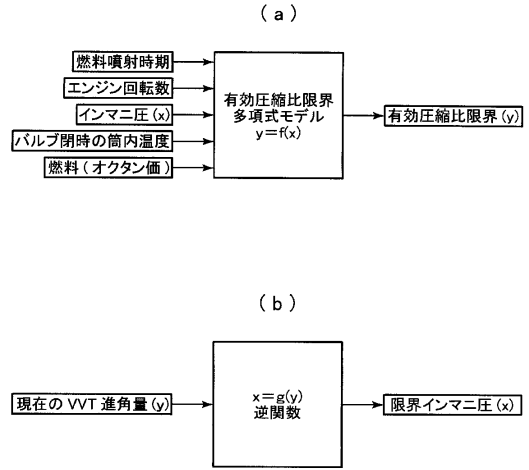 (a)
燃料噴射時期
エンジン回転数
インマニ圧(x)
バルブ閉時の筒内温度
燃料(オクタン価)
有効圧縮比限界
多項式モデル
y=f(x)
有効圧縮比限界(y)
(b)
現在のVVT進角量(y)
x=g(y)
逆関数
限界インマニ圧(x)